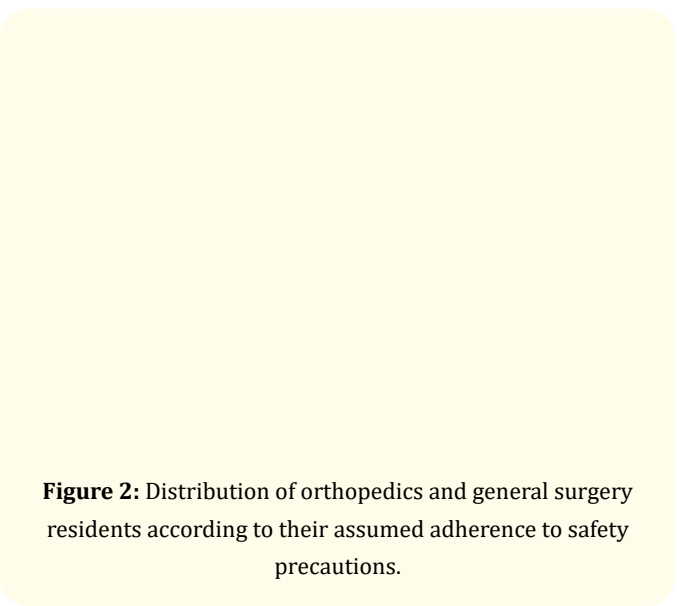 Figure 2: Distribution of orthopedics and general surgery
residents according to their assumed adherence to safety
precautions.